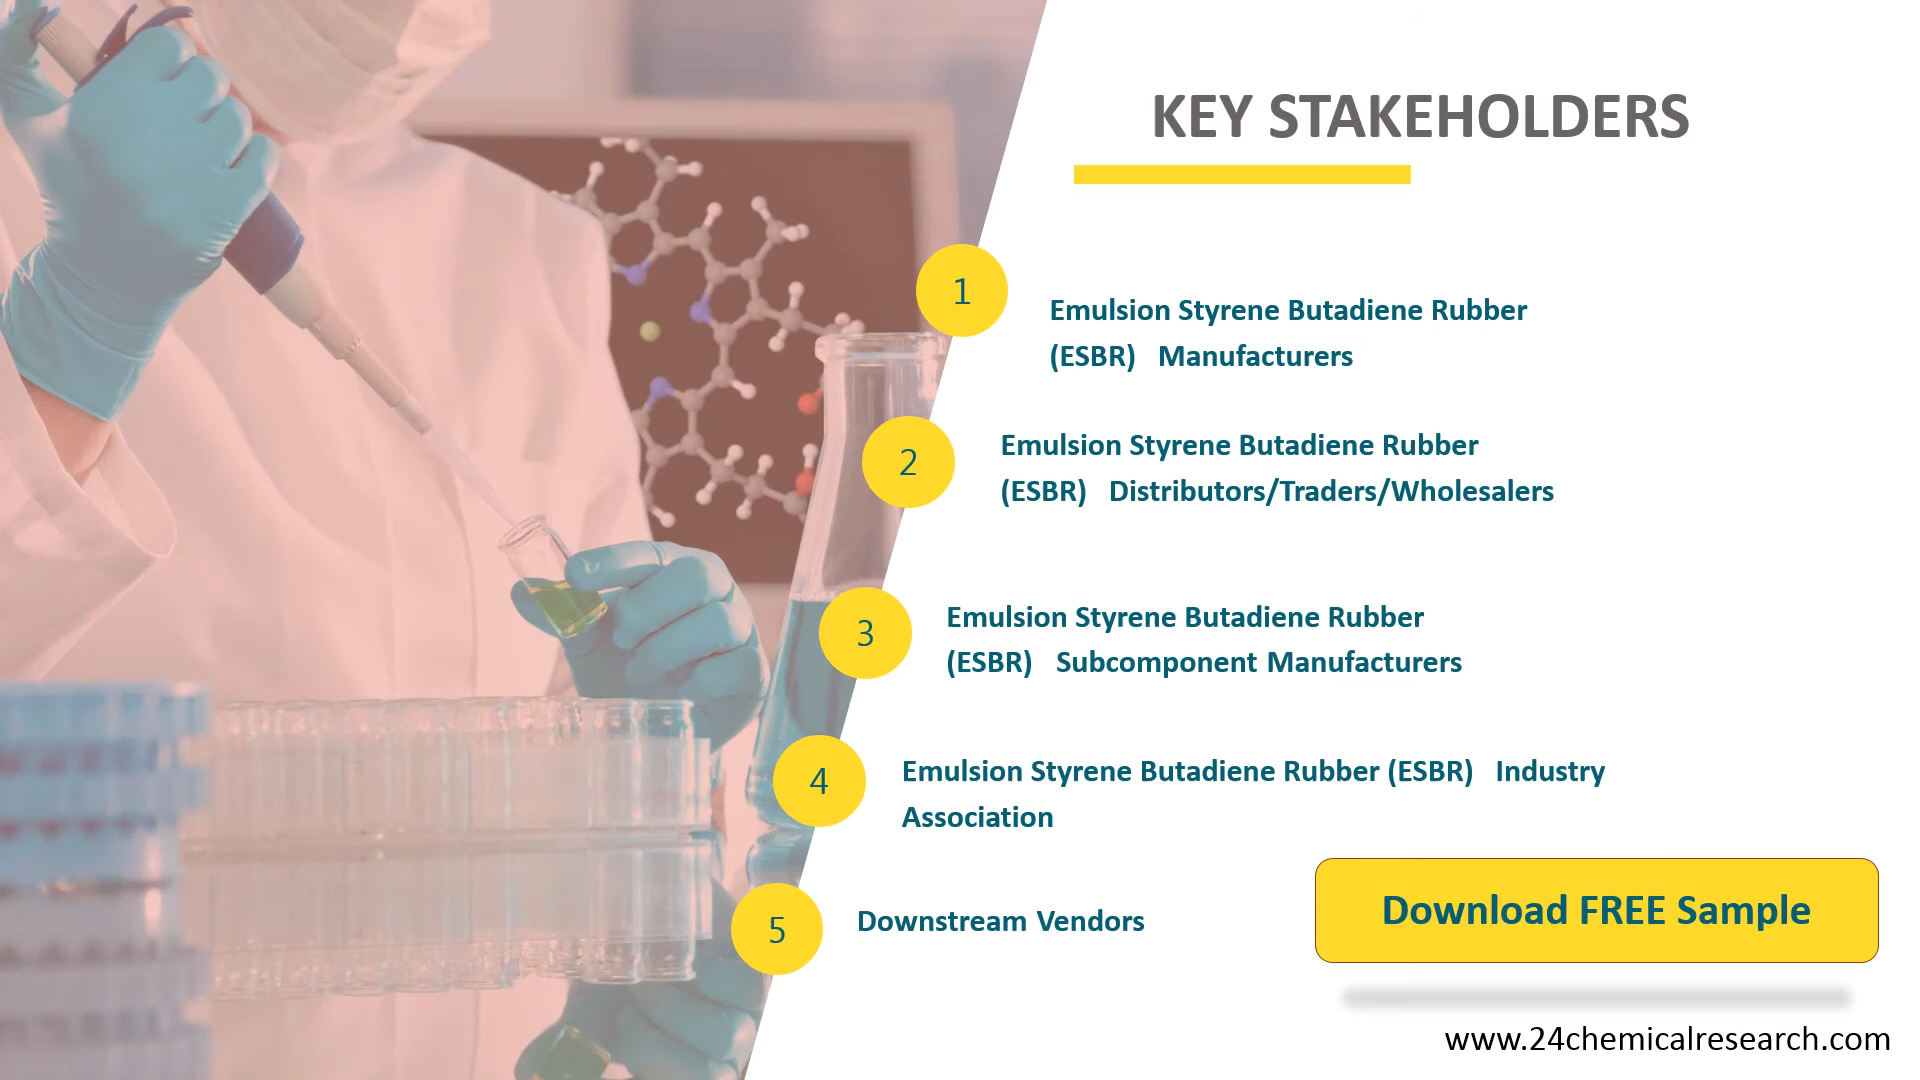 KEY STAKEHOLDERS
1
Emulsion Styrene Butadiene Rubber
(ESBR) Manufacturers
2
Emulsion Styrene Butadiene Rubber
(ESBR) Distributors/Traders/Wholesalers
3
Emulsion Styrene Butadiene Rubber
(ESBR) Subcomponent Manufacturers
4
Emulsion Styrene Butadiene Rubber (ESBR) Industry
Association
5
Downstream Vendors
Download FREE Sample
www.24chemicalresearch.com